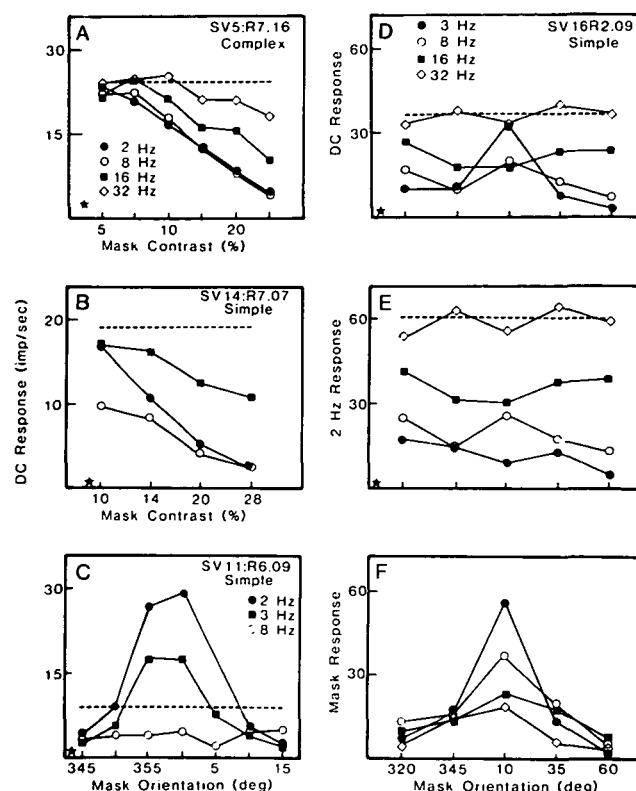 A
SV5:R7.16
Complex
30
15
2 Hz
8 Hz
16 Hz
32 Hz
5
10
20
Mask Contrast (%)
D
3 Hz
8 Hz
16 Hz
32 Hz
SV16R2.09
Simple
DC Response
60
30
B
SV14:R7.07
Simple
DC Response (imp/sec)
20
10
10
14
20
28
Mask Contrast (%)
E
2 Hz Response
60
30
C
SV11:R6.09
Simple
2 Hz
3 Hz
8 Hz
30
15
345
355
5
15
Mask Orientation (deg)
F
Mask Response
60
30
320
345
10
35
60
Mask Orientation (deg)